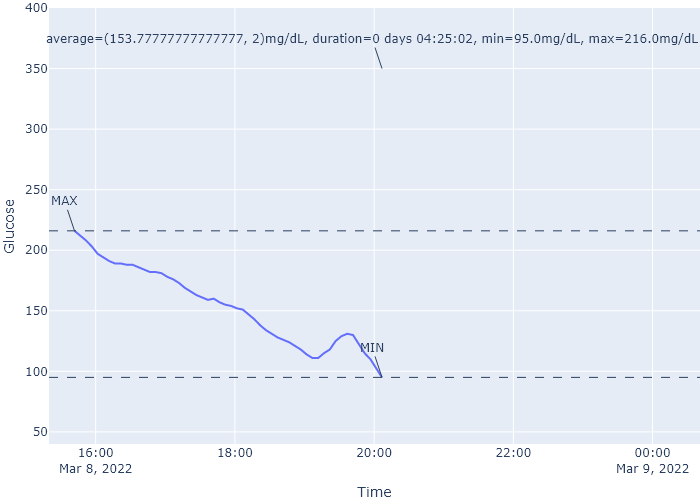 400
average=(153.77777777777777, 2)mg/dL, duration=0 days 04:25:02, min=95.0mg/dL, max=216.0mg/dL
350
300
250
MAX
200
Glucose
150
MIN
100
50
16:00 18:00 20:00 22:00 00:00
Mar 8, 2022 Mar 9, 2022
Time